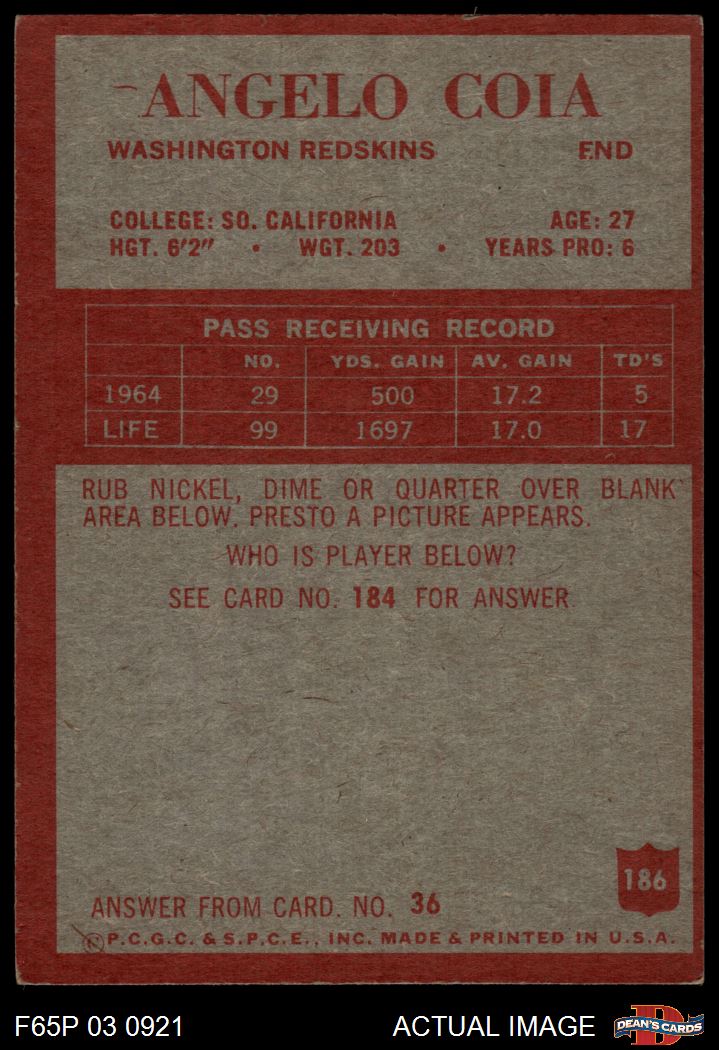 ANGELO COIA
WASHINGTON REDSKINS END
COLLEGE: SO. CALIFORNIA AGE: 27
HGT. 6'2" • WGT. 203 • YEARS PRO: 6
PASS RECEIVING RECORD
NO. YDS. GAIN AV. GAIN TD'S
1964 29 500 17.2 5
LIFE 99 1697 17.0 17
RUB NICKEL, DIME OR QUARTER OVER BLANK
AREA BELOW. PRESTO A PICTURE APPEARS.
WHO IS PLAYER BELOW?
SEE CARD NO. 184 FOR ANSWER
186
ANSWER FROM CARD. NO. 36
© P.C.G.C. & S.P.C.E., INC. MADE & PRINTED IN U.S.A.
F65P 03 0921 ACTUAL IMAGE D DEAN'S CARDS